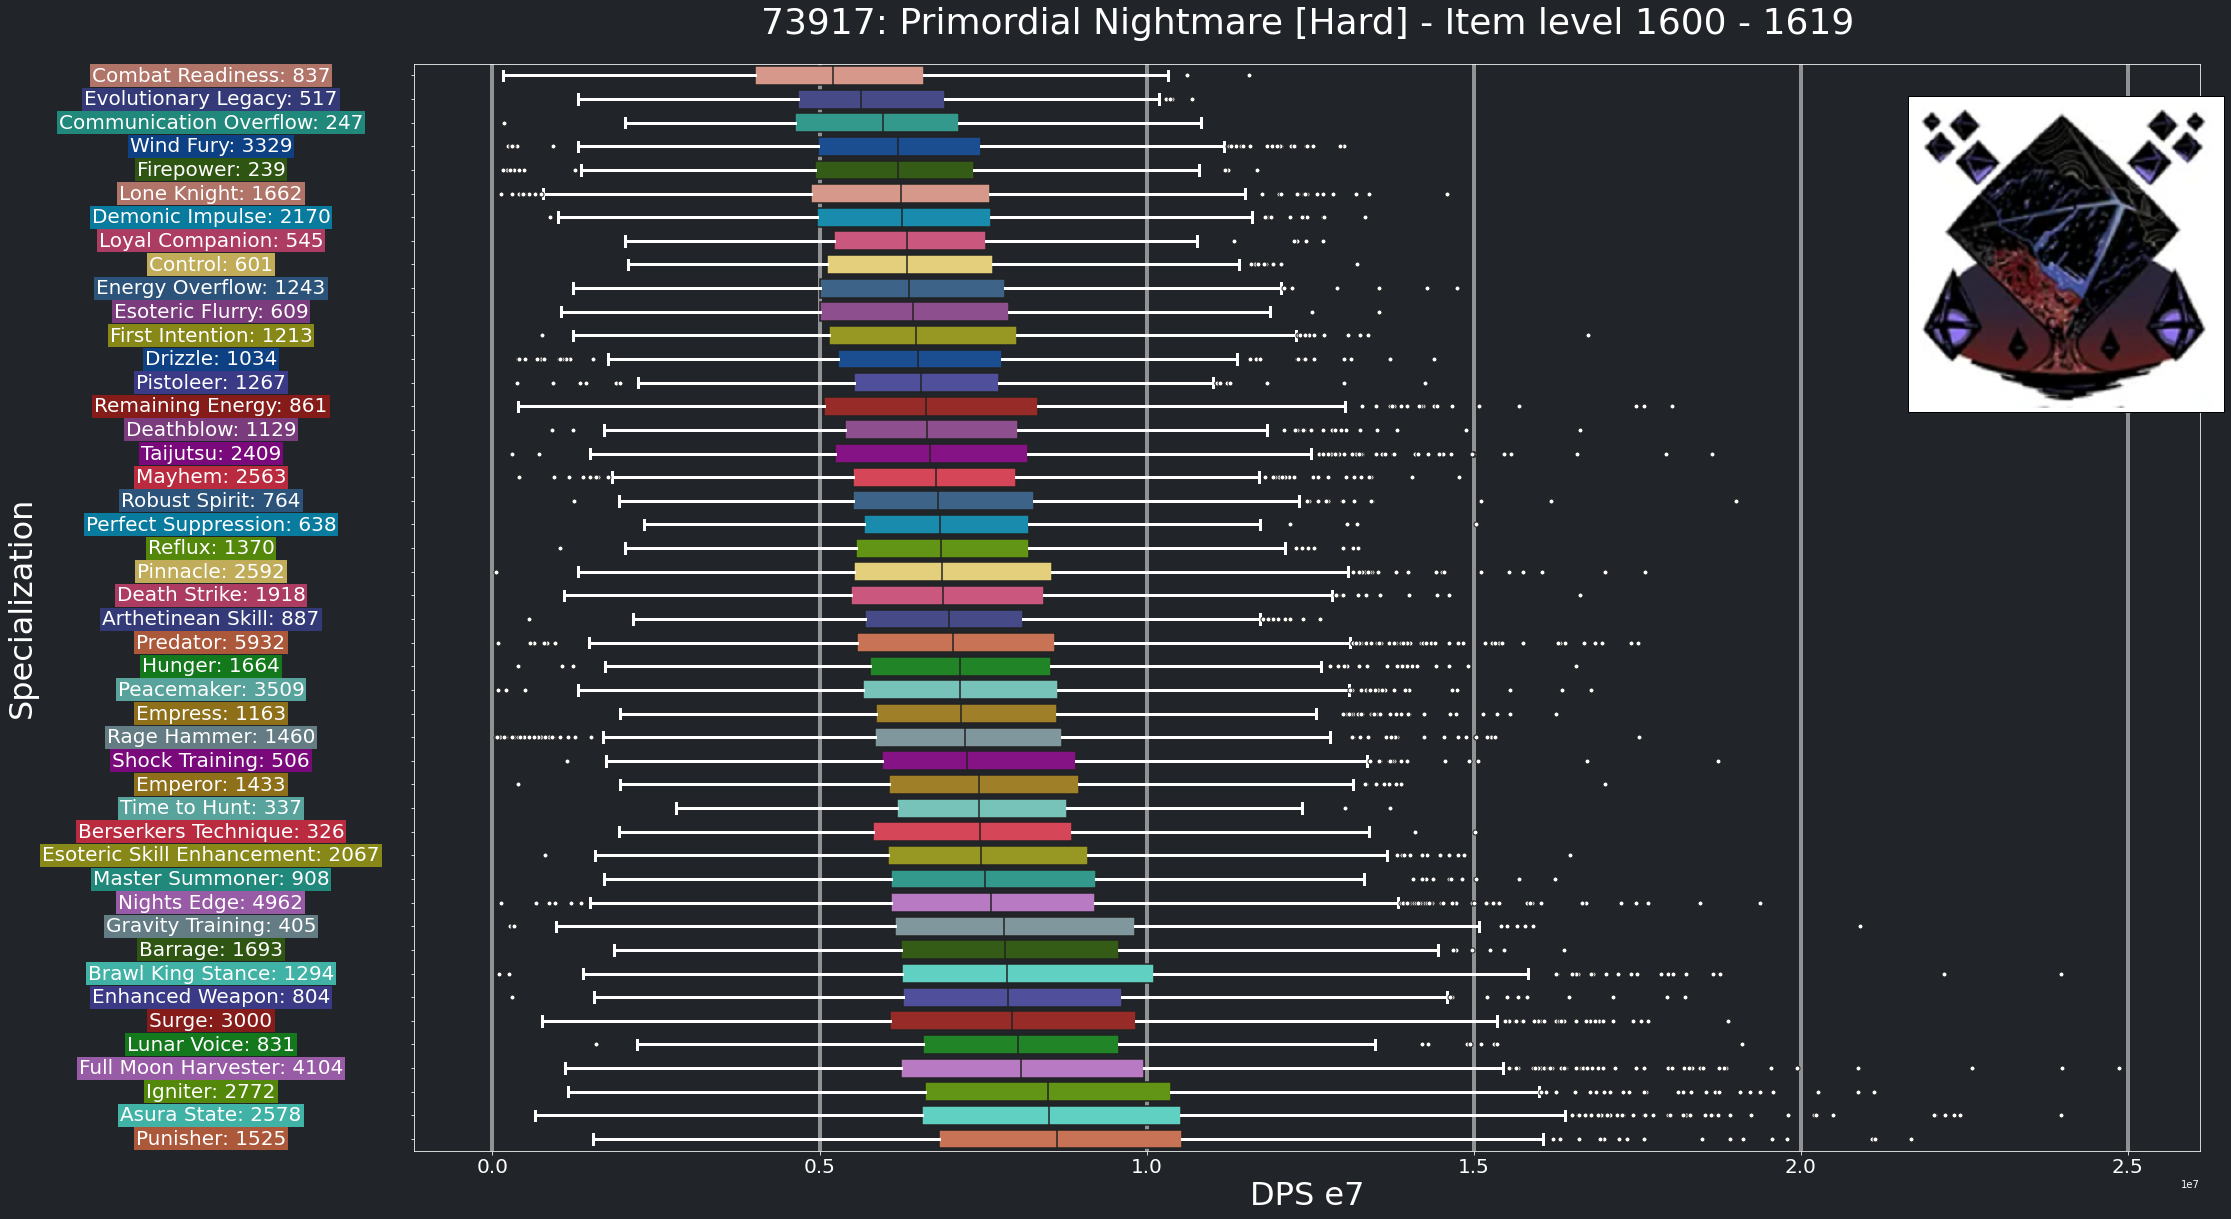 73917: Primordial Nightmare [Hard] - Item level 1600 - 1619
Combat Readiness: 837
Evolutionary Legacy: 517
Communication Overflow: 247
Wind Fury: 3329
Firepower: 239
Lone Knight: 1662
Demonic Impulse: 2170
Loyal Companion: 545
Control: 601
Energy Overflow: 1243
Esoteric Flurry: 609
First Intention: 1213
Drizzle: 1034
Pistoleer: 1267
Remaining Energy: 861
Deathblow: 1129
Taijutsu: 2409
Mayhem: 2563
Robust Spirit: 764
Perfect Suppression: 638
Reflux: 1370
Pinnacle: 2592
Death Strike: 1918
Arthetinean Skill: 887
Predator: 5932
Hunger: 1664
Peacemaker: 3509
Empress: 1163
Rage Hammer: 1460
Shock Training: 506
Emperor: 1433
Time to Hunt: 337
Berserkers Technique: 326
Esoteric Skill Enhancement: 2067
Master Summoner: 908
Nights Edge: 4962
Gravity Training: 405
Barrage: 1693
Brawl King Stance: 1294
Enhanced Weapon: 804
Surge: 3000
Lunar Voice: 831
Full Moon Harvester: 4104
Igniter: 2772
Asura State: 2578
Punisher: 1525
Specialization
0.0 0.5 1.0 1.5 2.0 2.5
1e7
DPS e7